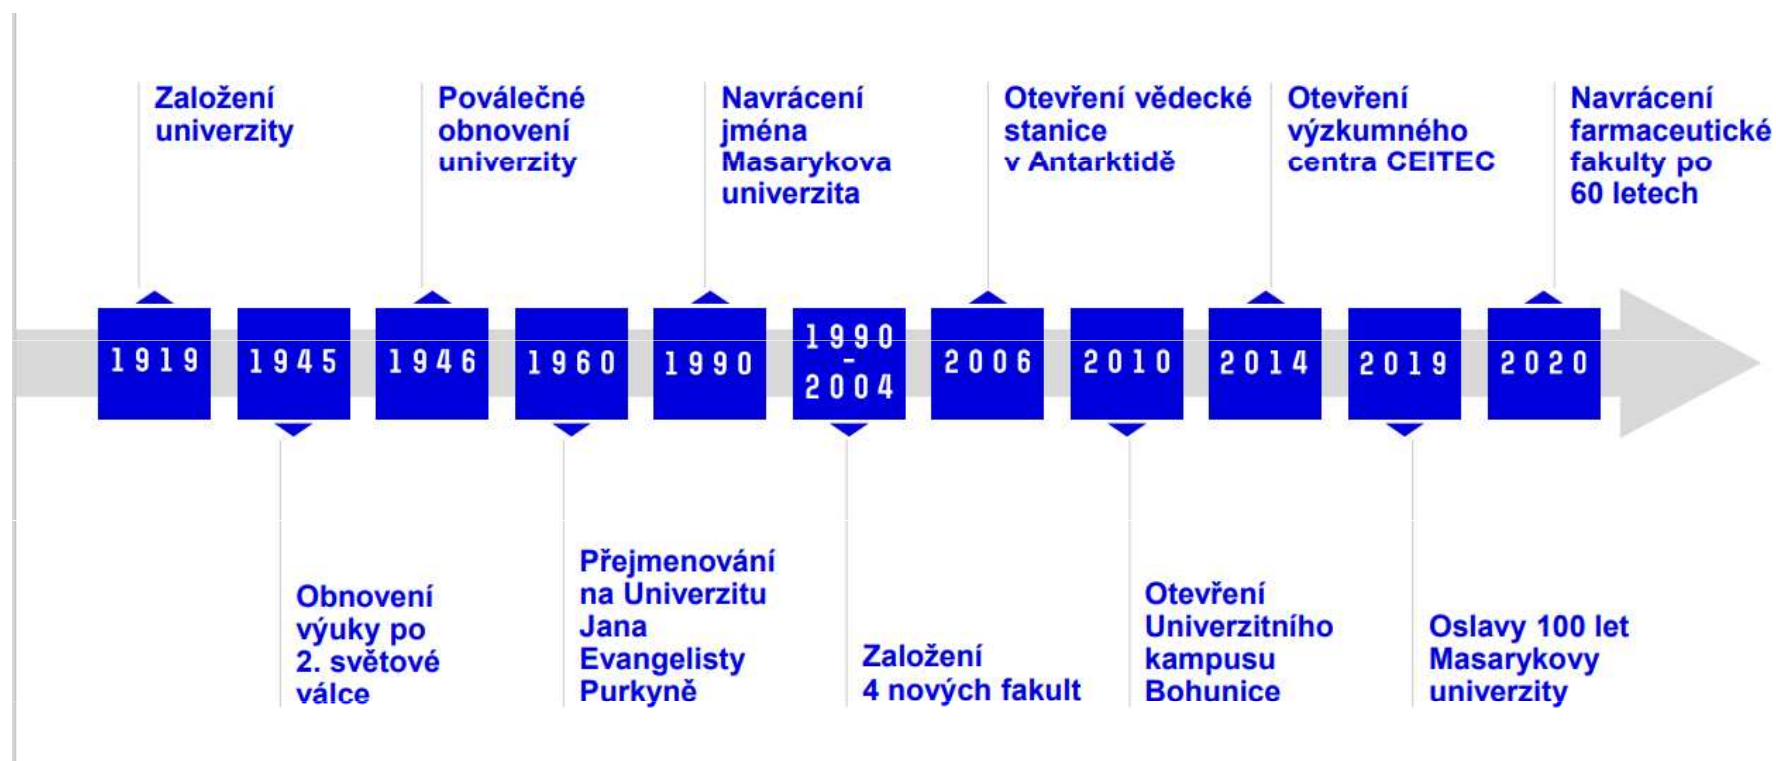 Založení
univerzity
Poválečné
obnovení
univerzity
Navrácení
jména
Masarykova
univerzita
Otevření vědecké
stanice
v Antarktidě
Otevření
výzkumného
centra CEITEC
Navrácení
farmaceutické
fakulty po
60 letech
1919
1945
1946
1960
1990
1990
–
2004
2006
2010
2014
2019
2020
Obnovení
výuky po
2. světové
válce
Přejmenování
na Univerzitu
Jana
Evangelisty
Purkyně
Založení
4 nových fakult
Otevření
Univerzitního
kampusu
Bohunice
Oslavy 100 let
Masarykovy
univerzity